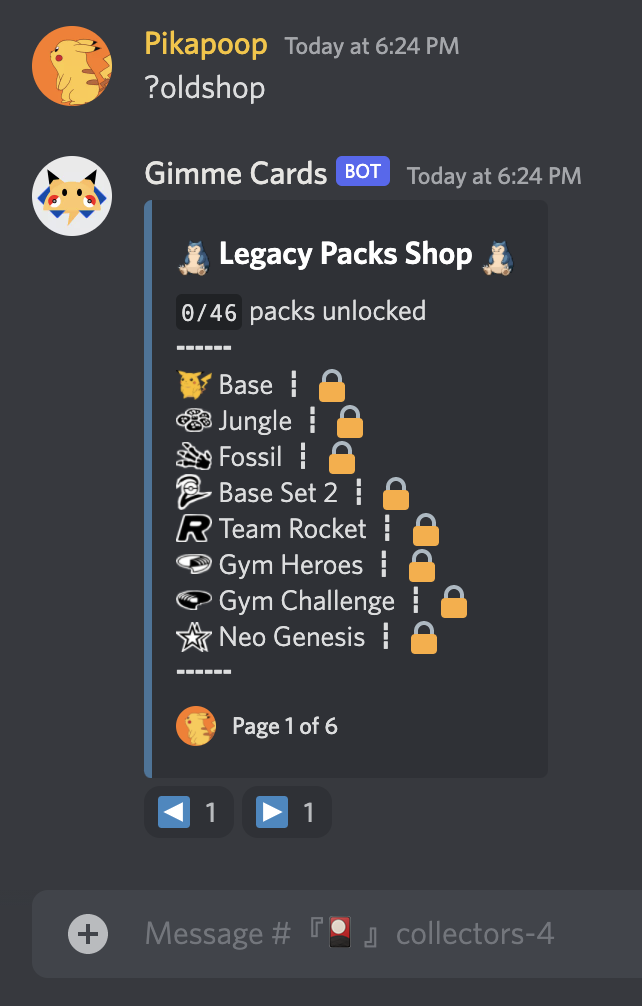 Pikapoop Today at 6:24 PM
?oldshop
Gimme Cards BOT Today at 6:24 PM
Legacy Packs Shop
0/46 packs unlocked
------
Base
Jungle
Fossil
Base Set 2
R Team Rocket
Gym Heroes
Gym Challenge
Neo Genesis
------
Page 1 of 6
1 1
Message # 『🎴 』 collectors-4